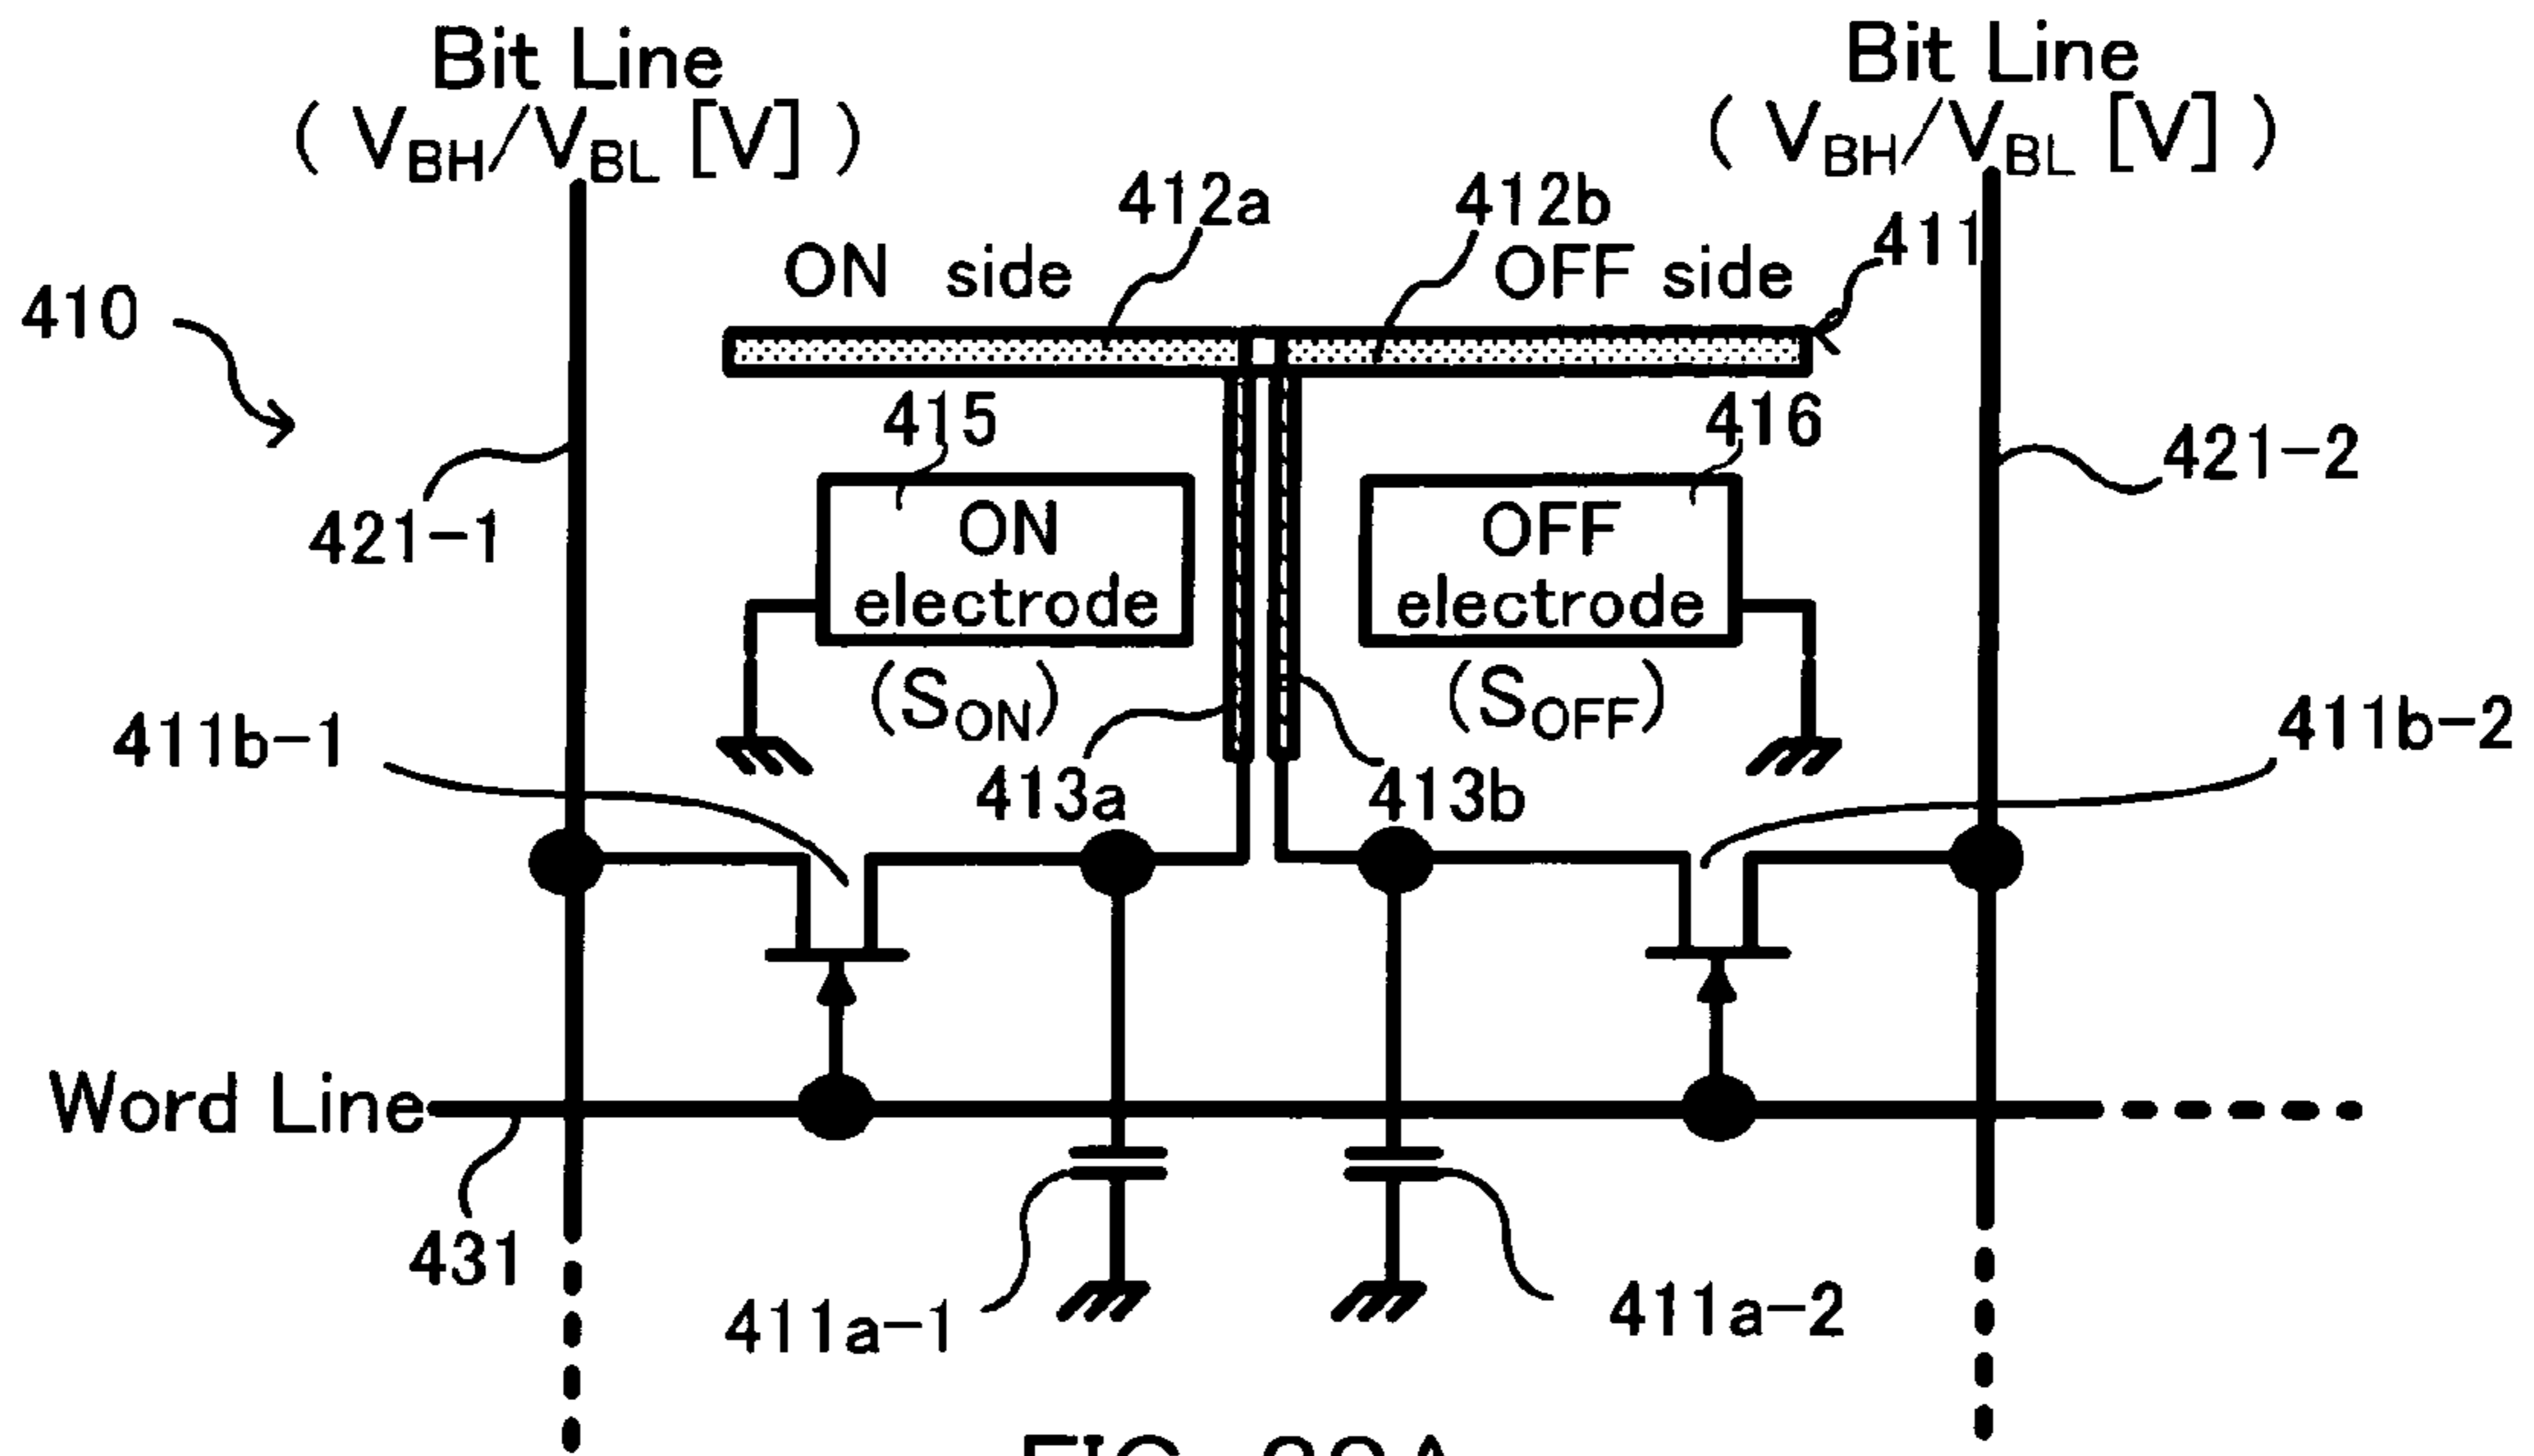 Bit Line
( VBH/VBL [V] )
Bit Line
( VBH/VBL [V] )
412a
412b
411
ON side
OFF side
410
415
416
421-1
421-2
ON
electrode
OFF
electrode
(SON)
(SOFF)
411b-1
411b-2
413a
413b
Word Line
431
411a-1
411a-2